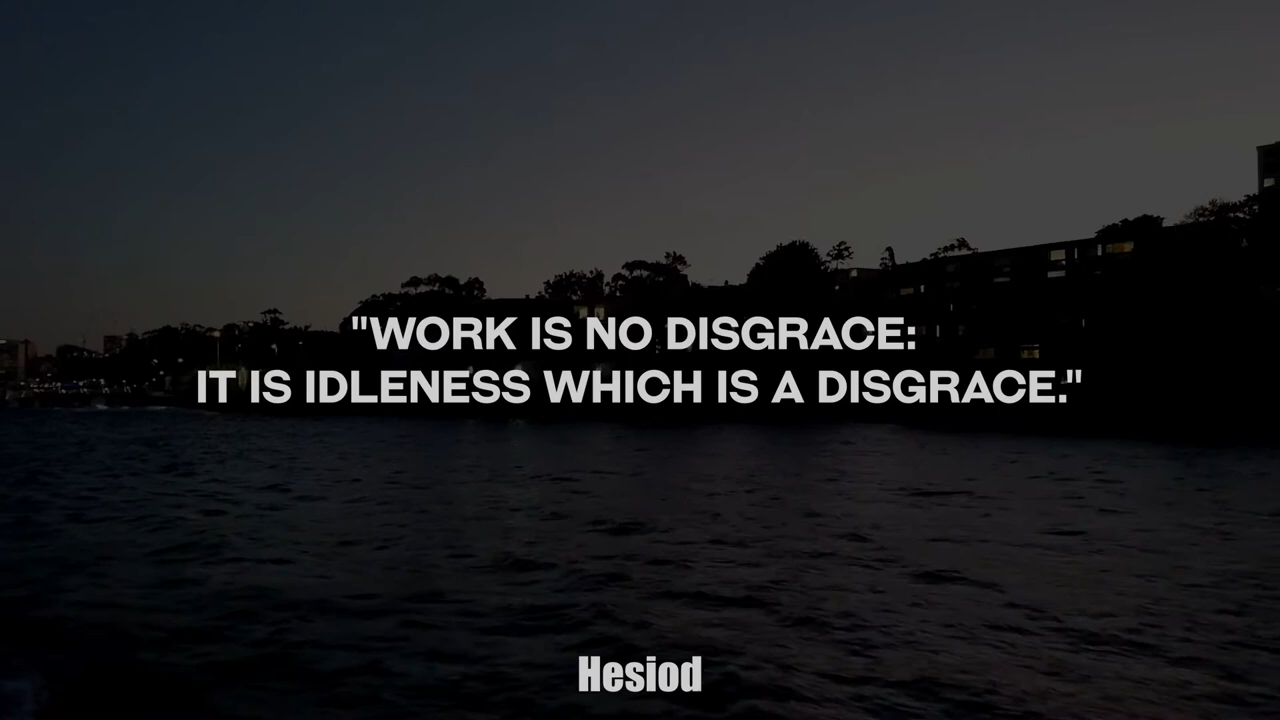 "WORK IS NO DISGRACE:
IT IS IDLENESS WHICH IS A DISGRACE."
Hesiod